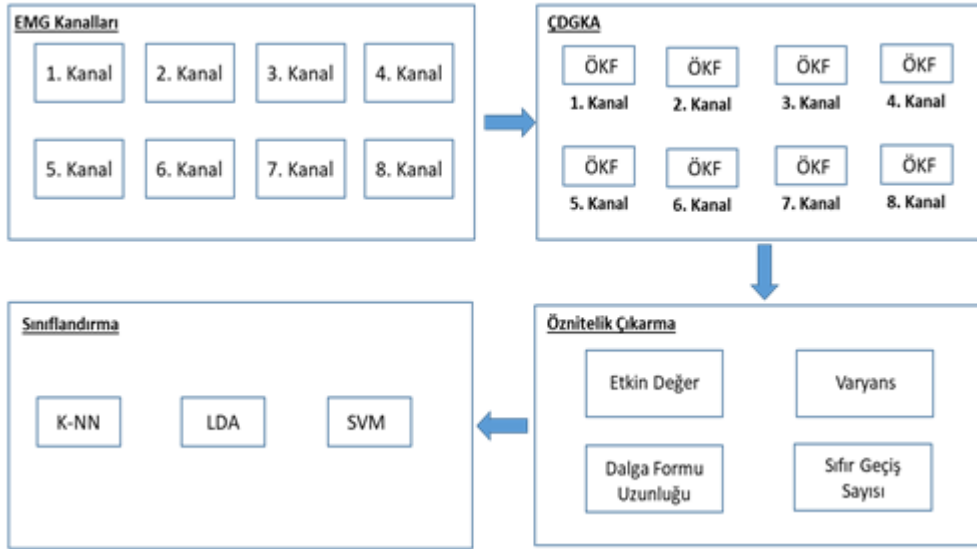 EMG Kanalları
1. Kanal
2. Kanal
3. Kanal
4. Kanal
5. Kanal
6. Kanal
7. Kanal
8. Kanal
ÇDGKA
ÖKF
ÖKF
ÖKF
ÖKF
1. Kanal
2. Kanal
3. Kanal
4. Kanal
ÖKF
ÖKF
ÖKF
ÖKF
5. Kanal
6. Kanal
7. Kanal
8. Kanal
Öznitelik Çıkarma
Etkin Değer
Varyans
Dalga Formu
Uzunluğu
Sıfır Geçiş
Sayısı
Sınıflandırma
K-NN
LDA
SVM